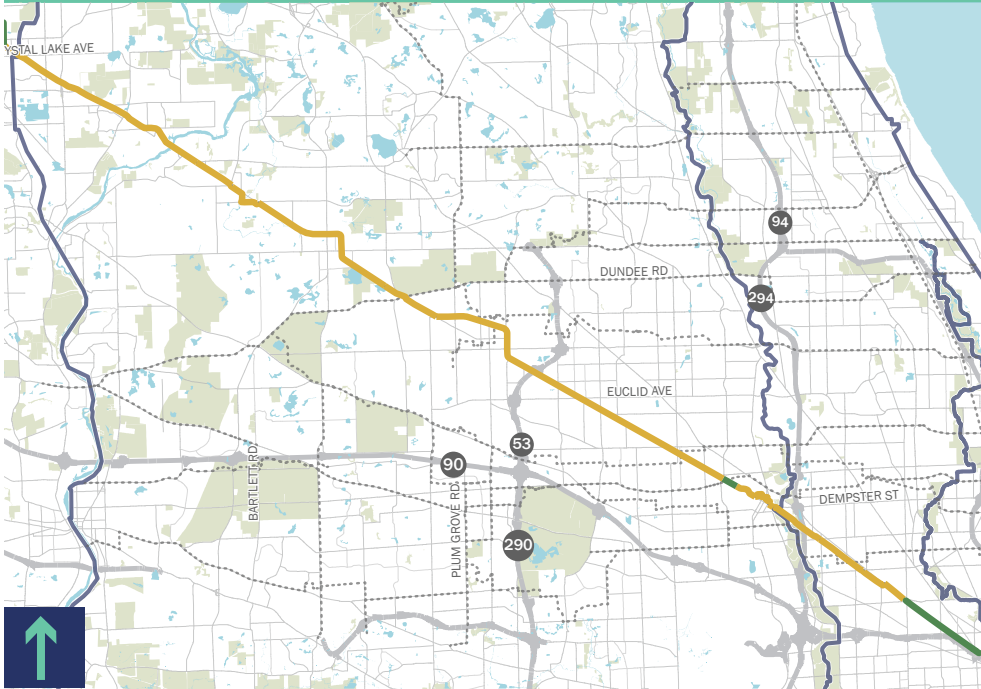 YSTAL LAKE AVE
94
DUNDEE RD
294
EUCLID AVE
53
90
BARTLETT RD
PLUM GROVE RD
DEMPSTER ST
290